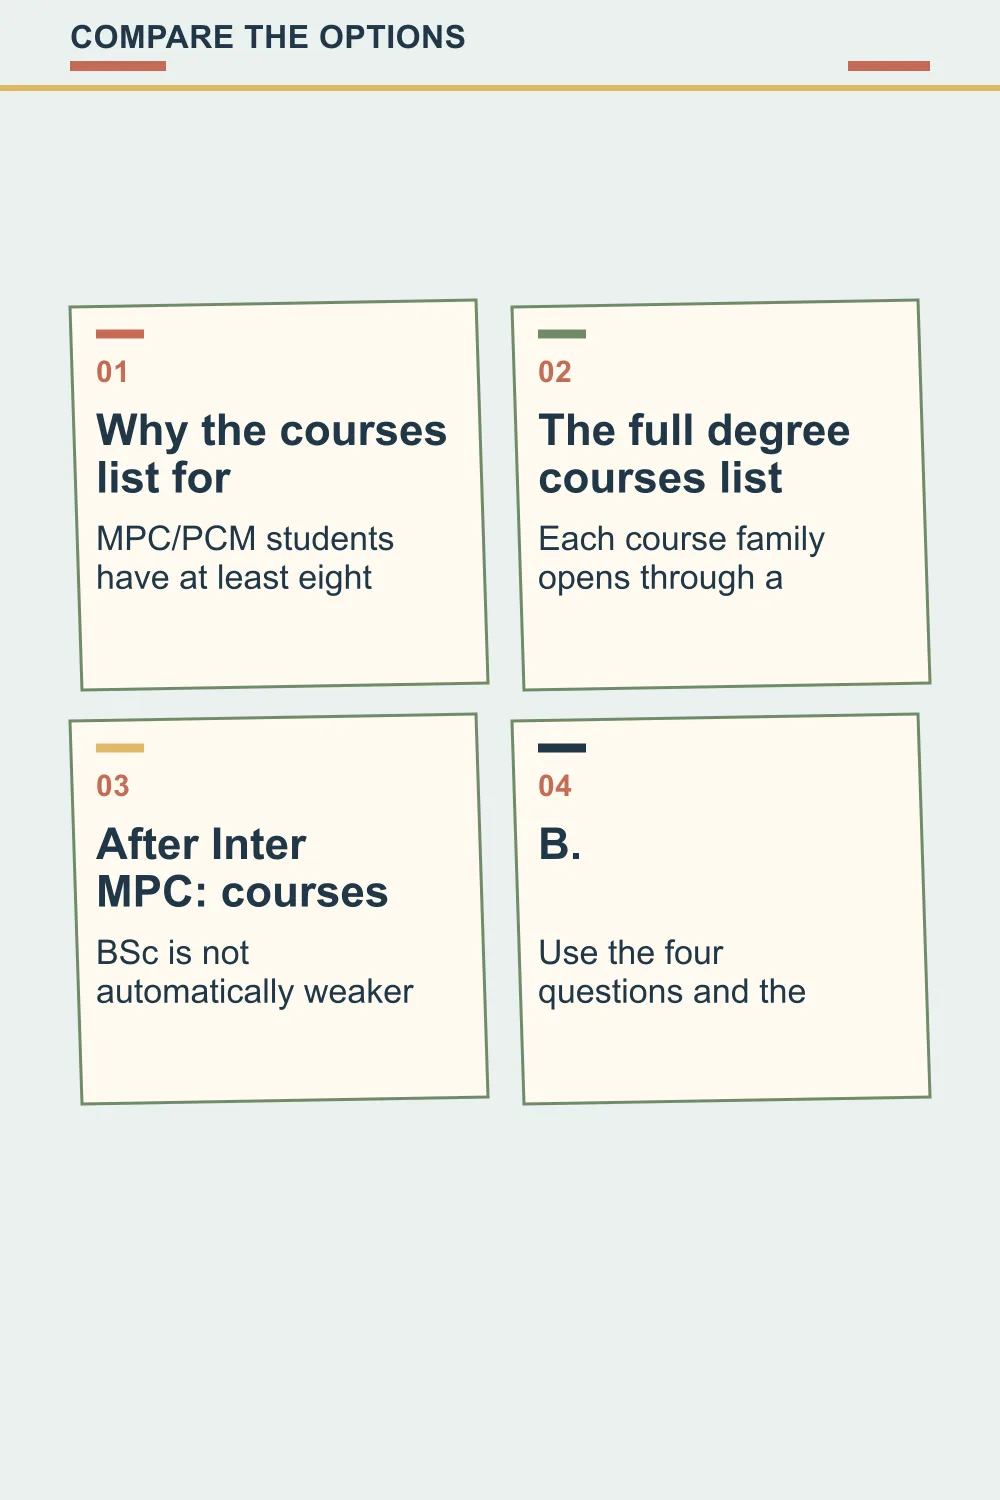 COMPARE THE OPTIONS
01
Why the courses
list for
MPC/PCM students
have at least eight
02
The full degree
courses list
Each course family
opens through a
03
After Inter
MPC: courses
BSc is not
automatically weaker
04
B.
Use the four
questions and the